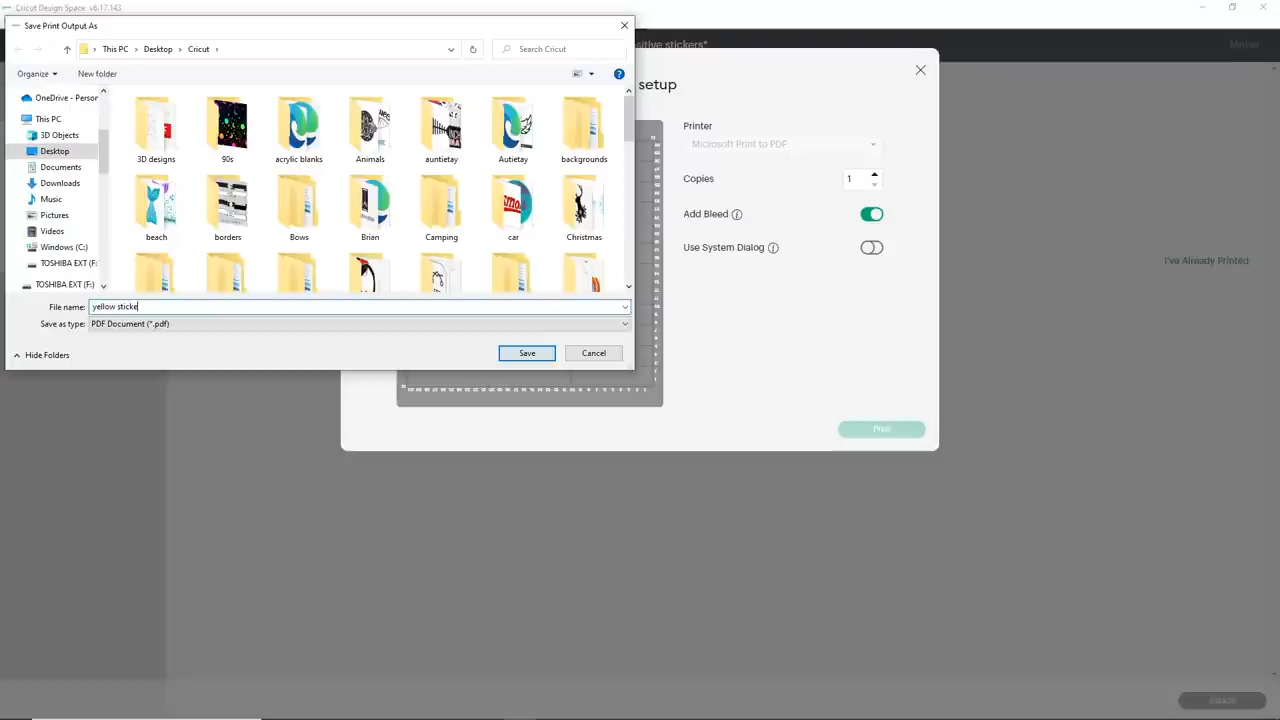 Cricut Design Space v6.17.143
Save Print Output As
sitive stickers*
This PC
Desktop
Cricut
Search Cricut
setup
Organize
New folder
OneDrive - Person
This PC
3D Objects
Desktop
Documents
Downloads
Music
Pictures
Videos
Windows (C:)
TOSHIBA EXT (F:
TOSHIBA EXT (F:)
3D designs
90s
acrylic blanks
Animals
auntietay
Autietay
backgrounds
beach
borders
Bows
Brian
Camping
car
Christmas
Printer
Microsoft Print to PDF
Copies
1
Add Bleed
Use System Dialog
I've Already Printed
File name:
yellow sticke
Save as type:
PDF Document (*.pdf)
Hide Folders
Save
Cancel
Print